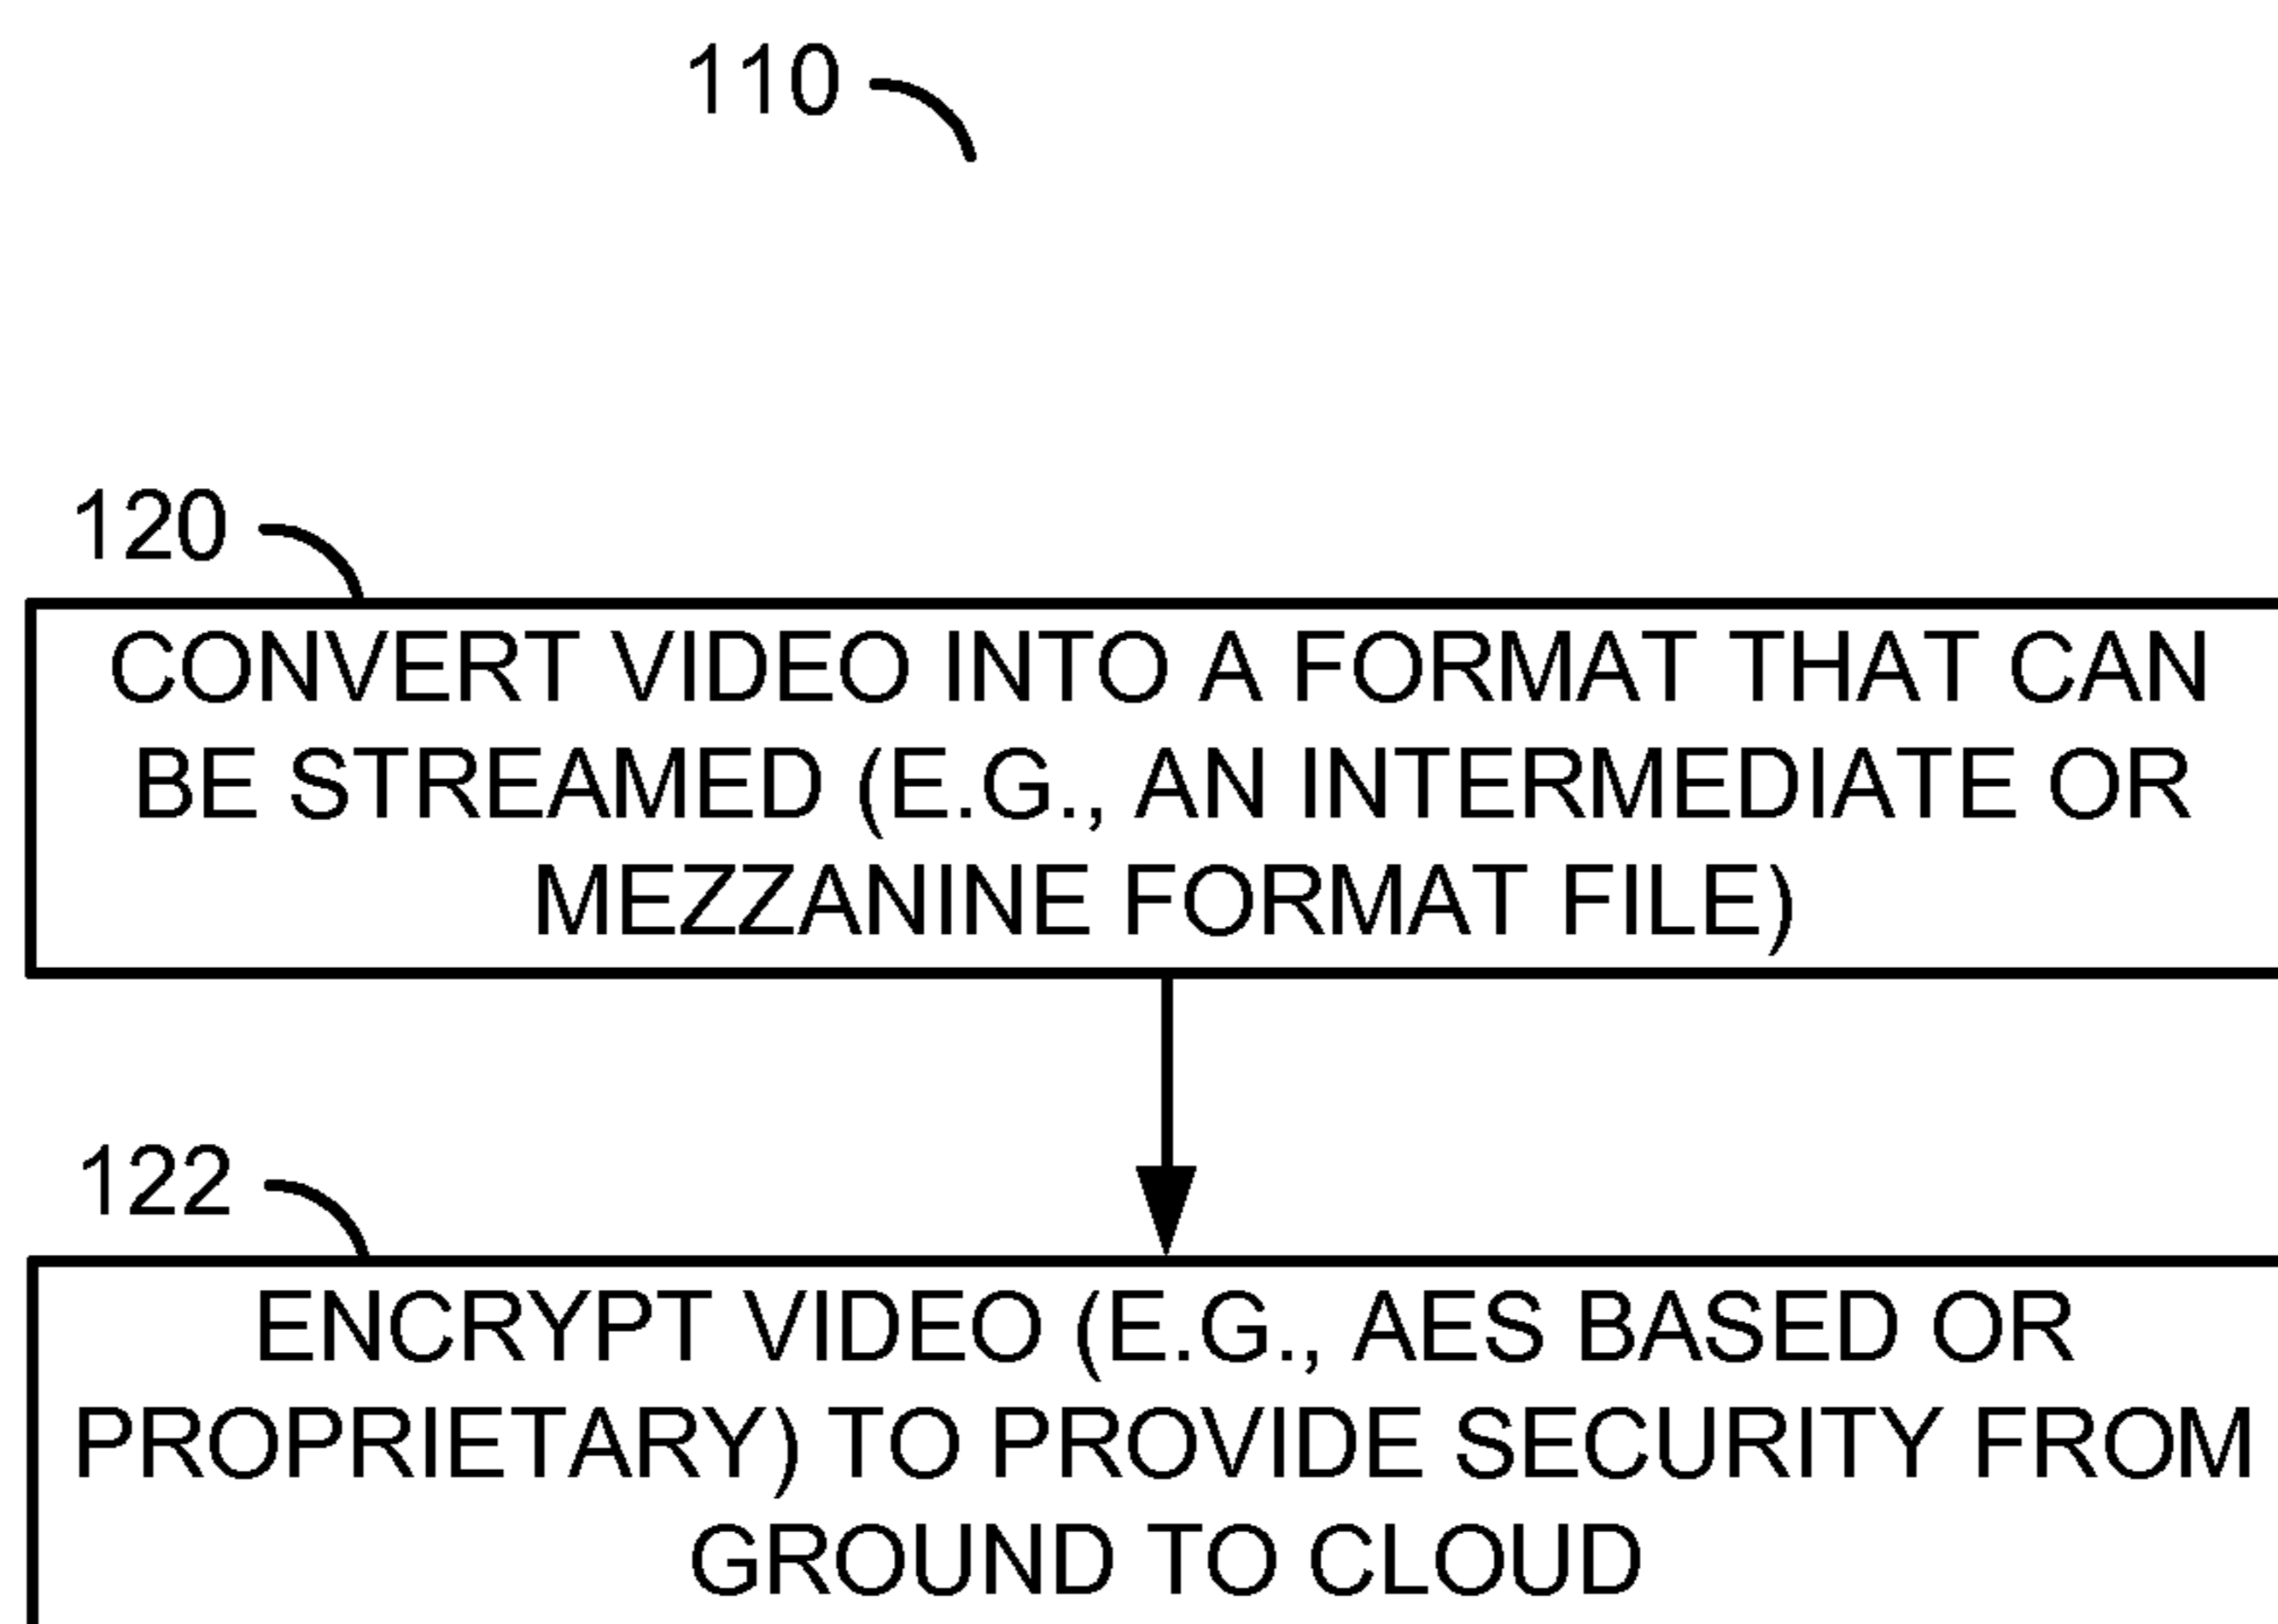 110
120
CONVERT VIDEO INTO A FORMAT THAT CAN
BE STREAMED (E.G., AN INTERMEDIATE OR
MEZZANINE FORMAT FILE)
122
ENCRYPT VIDEO (E.G., AES BASED OR
PROPRIETARY) TO PROVIDE SECURITY FROM
GROUND TO CLOUD